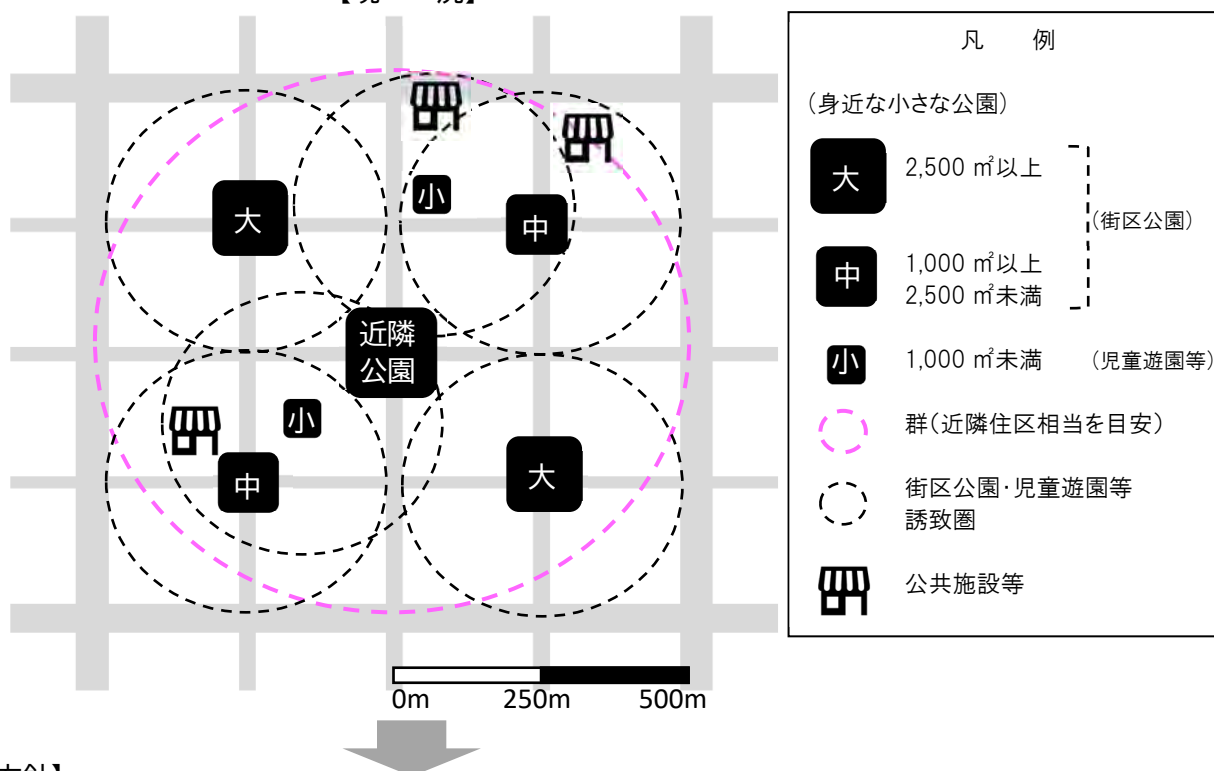 凡　例
(身近な小さな公園)
大
2,500 ㎡以上
(街区公園)
中
1,000 ㎡以上
2,500 ㎡未満
小
1,000 ㎡未満
(児童遊園等)
群(近隣住区相当を目安)
街区公園・児童遊園等
誘致圏
公共施設等
大
小
中
近隣
公園
小
中
大
0m
250m
500m